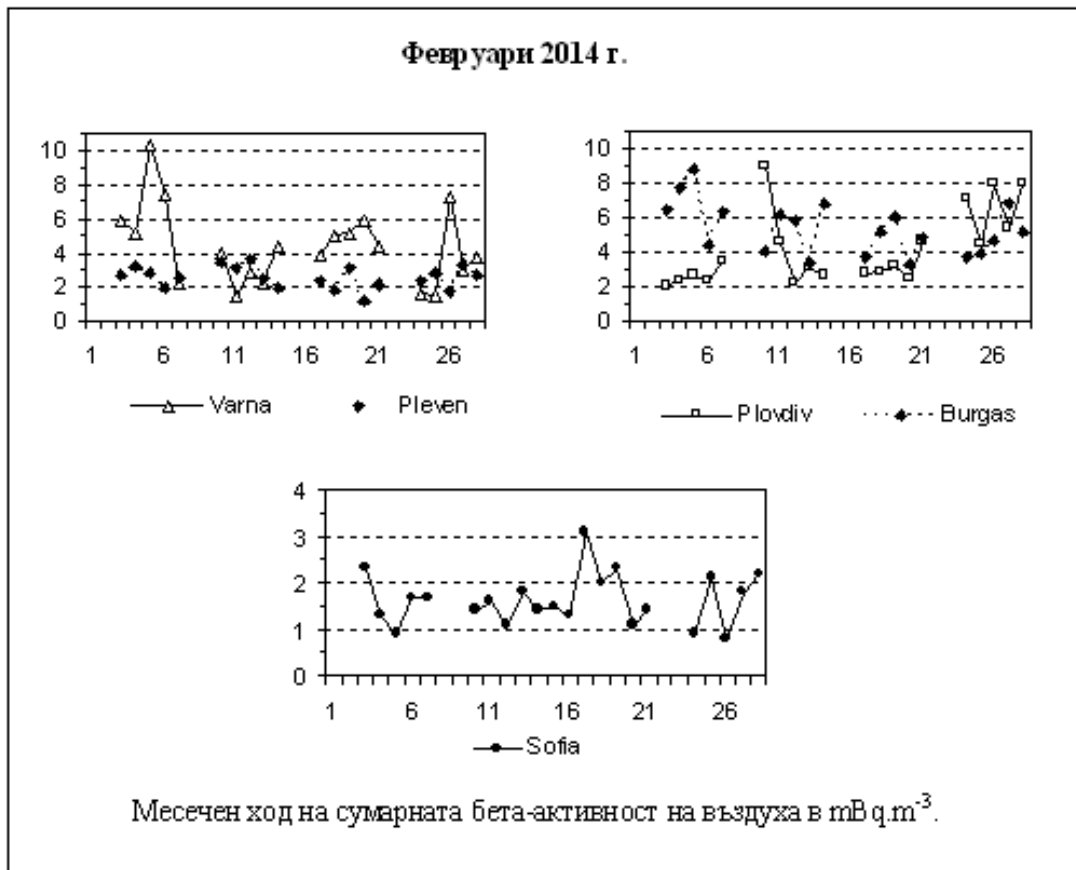 Февруари 2014 г.
10
8
6
4
2
0
1 6 11 16 21 26
Varna Pleven
10
8
6
4
2
0
1 6 11 16 21 26
Plovdiv Burgas
4
3
2
1
0
1 6 11 16 21 26
Sofia
Месечен ход на сумарната бета-активност на въздуха в mBq.m⁻³.